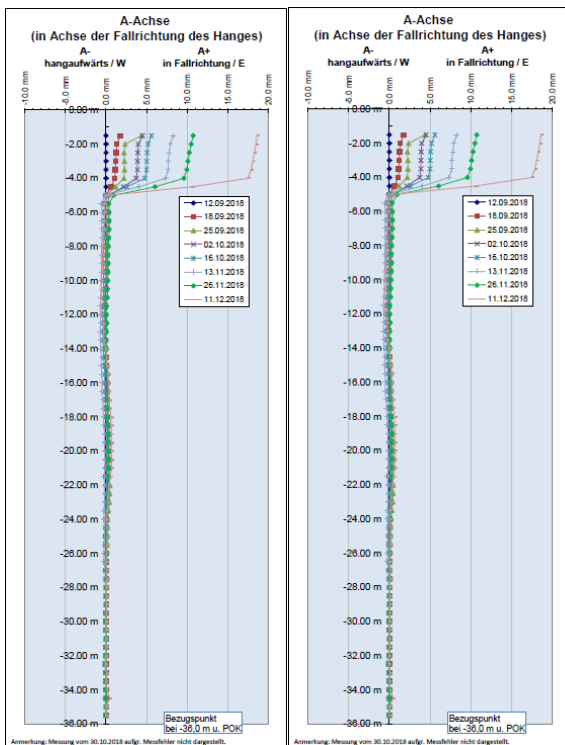 A-Achse
(in Achse der Fallrichtung des Hanges)
A- A+
hangaufwärts / W in Fallrichtung / E
-10.0 mm -5.0 mm 0.0 mm 5.0 mm 10.0 mm 15.0 mm 20.0 mm
0.00 m
-2.00 m
-4.00 m
-6.00 m
-8.00 m
-10.00 m
-12.00 m
-14.00 m
-16.00 m
-18.00 m
-20.00 m
-22.00 m
-24.00 m
-26.00 m
-28.00 m
-30.00 m
-32.00 m
-34.00 m
-36.00 m
12.09.2018
18.09.2018
25.09.2018
02.10.2018
16.10.2018
13.11.2018
26.11.2018
11.12.2018
Bezugspunkt
bei -36,0 m u. POK
Anmerkung: Messung vom 30.10.2018 aufgr. Messfehler nicht dargestellt.
A-Achse
(in Achse der Fallrichtung des Hanges)
A- A+
hangaufwärts / W in Fallrichtung / E
-10.0 mm -5.0 mm 0.0 mm 5.0 mm 10.0 mm 15.0 mm 20.0 mm
0.00 m
-2.00 m
-4.00 m
-6.00 m
-8.00 m
-10.00 m
-12.00 m
-14.00 m
-16.00 m
-18.00 m
-20.00 m
-22.00 m
-24.00 m
-26.00 m
-28.00 m
-30.00 m
-32.00 m
-34.00 m
-36.00 m
12.09.2018
18.09.2018
25.09.2018
02.10.2018
16.10.2018
13.11.2018
26.11.2018
11.12.2018
Bezugspunkt
bei -36,0 m u. POK
Anmerkung: Messung vom 30.10.2018 aufgr. Messfehler nicht dargestellt.